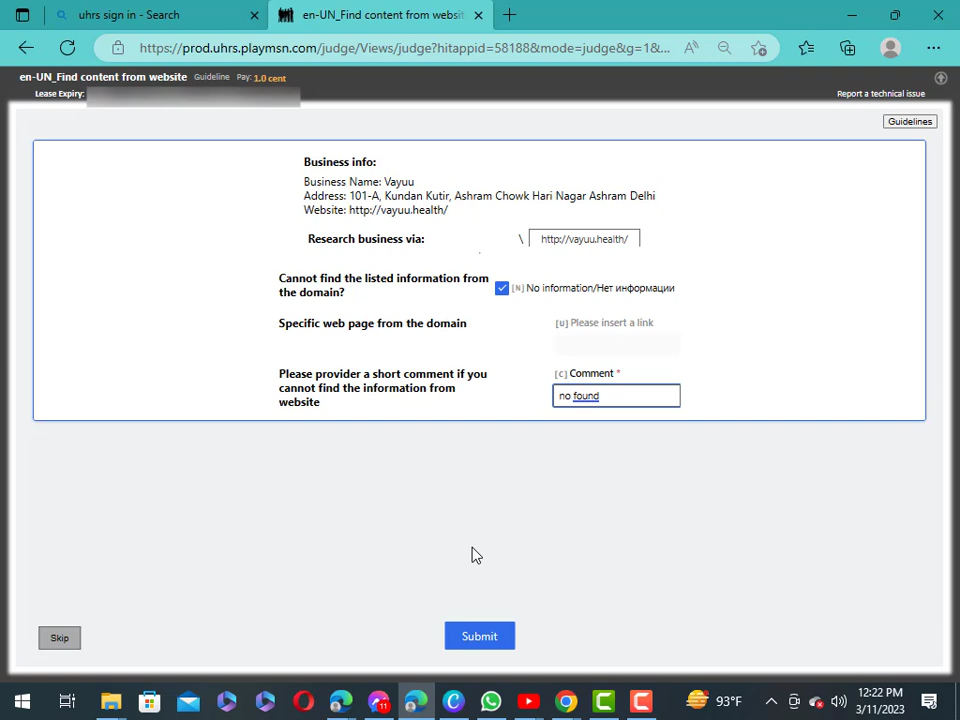 uhrs sign in - Search
en-UN_Find content from websit
https://prod.uhrs.playmsn.com/judge/Views/judge?hitappid=58188&mode=judge&g=1&...
en-UN_Find content from website Guideline Pay: 1.0 cent
Lease Expiry:
Report a technical issue
Guidelines
Business info:
Business Name: Vayuu
Address: 101-A, Kundan Kutir, Ashram Chowk Hari Nagar Ashram Delhi
Website: http://vayuu.health/
Research business via: \ http://vayuu.health/
Cannot find the listed information from
the domain?
[N] No information/Нет информации
Specific web page from the domain
[U] Please insert a link
Please provider a short comment if you
cannot find the information from
website
[C] Comment *
no found
Skip
Submit
11
93°F
12:22 PM
3/11/2023